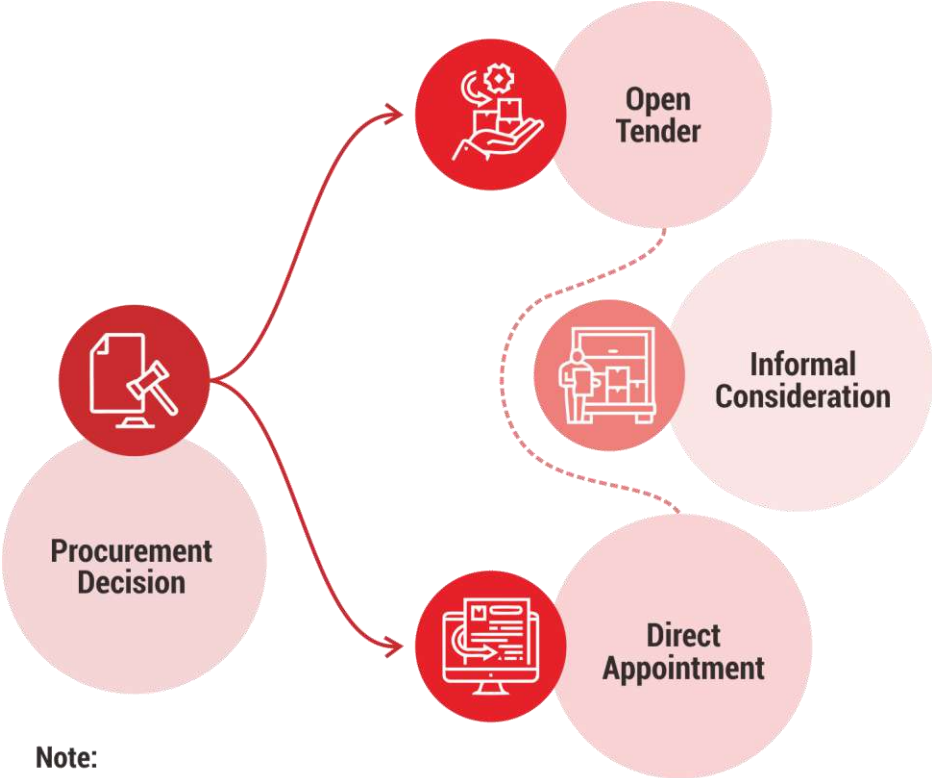 Open
Tender
Informal
Consideration
Procurement
Decision
Direct
Appointment
Note: